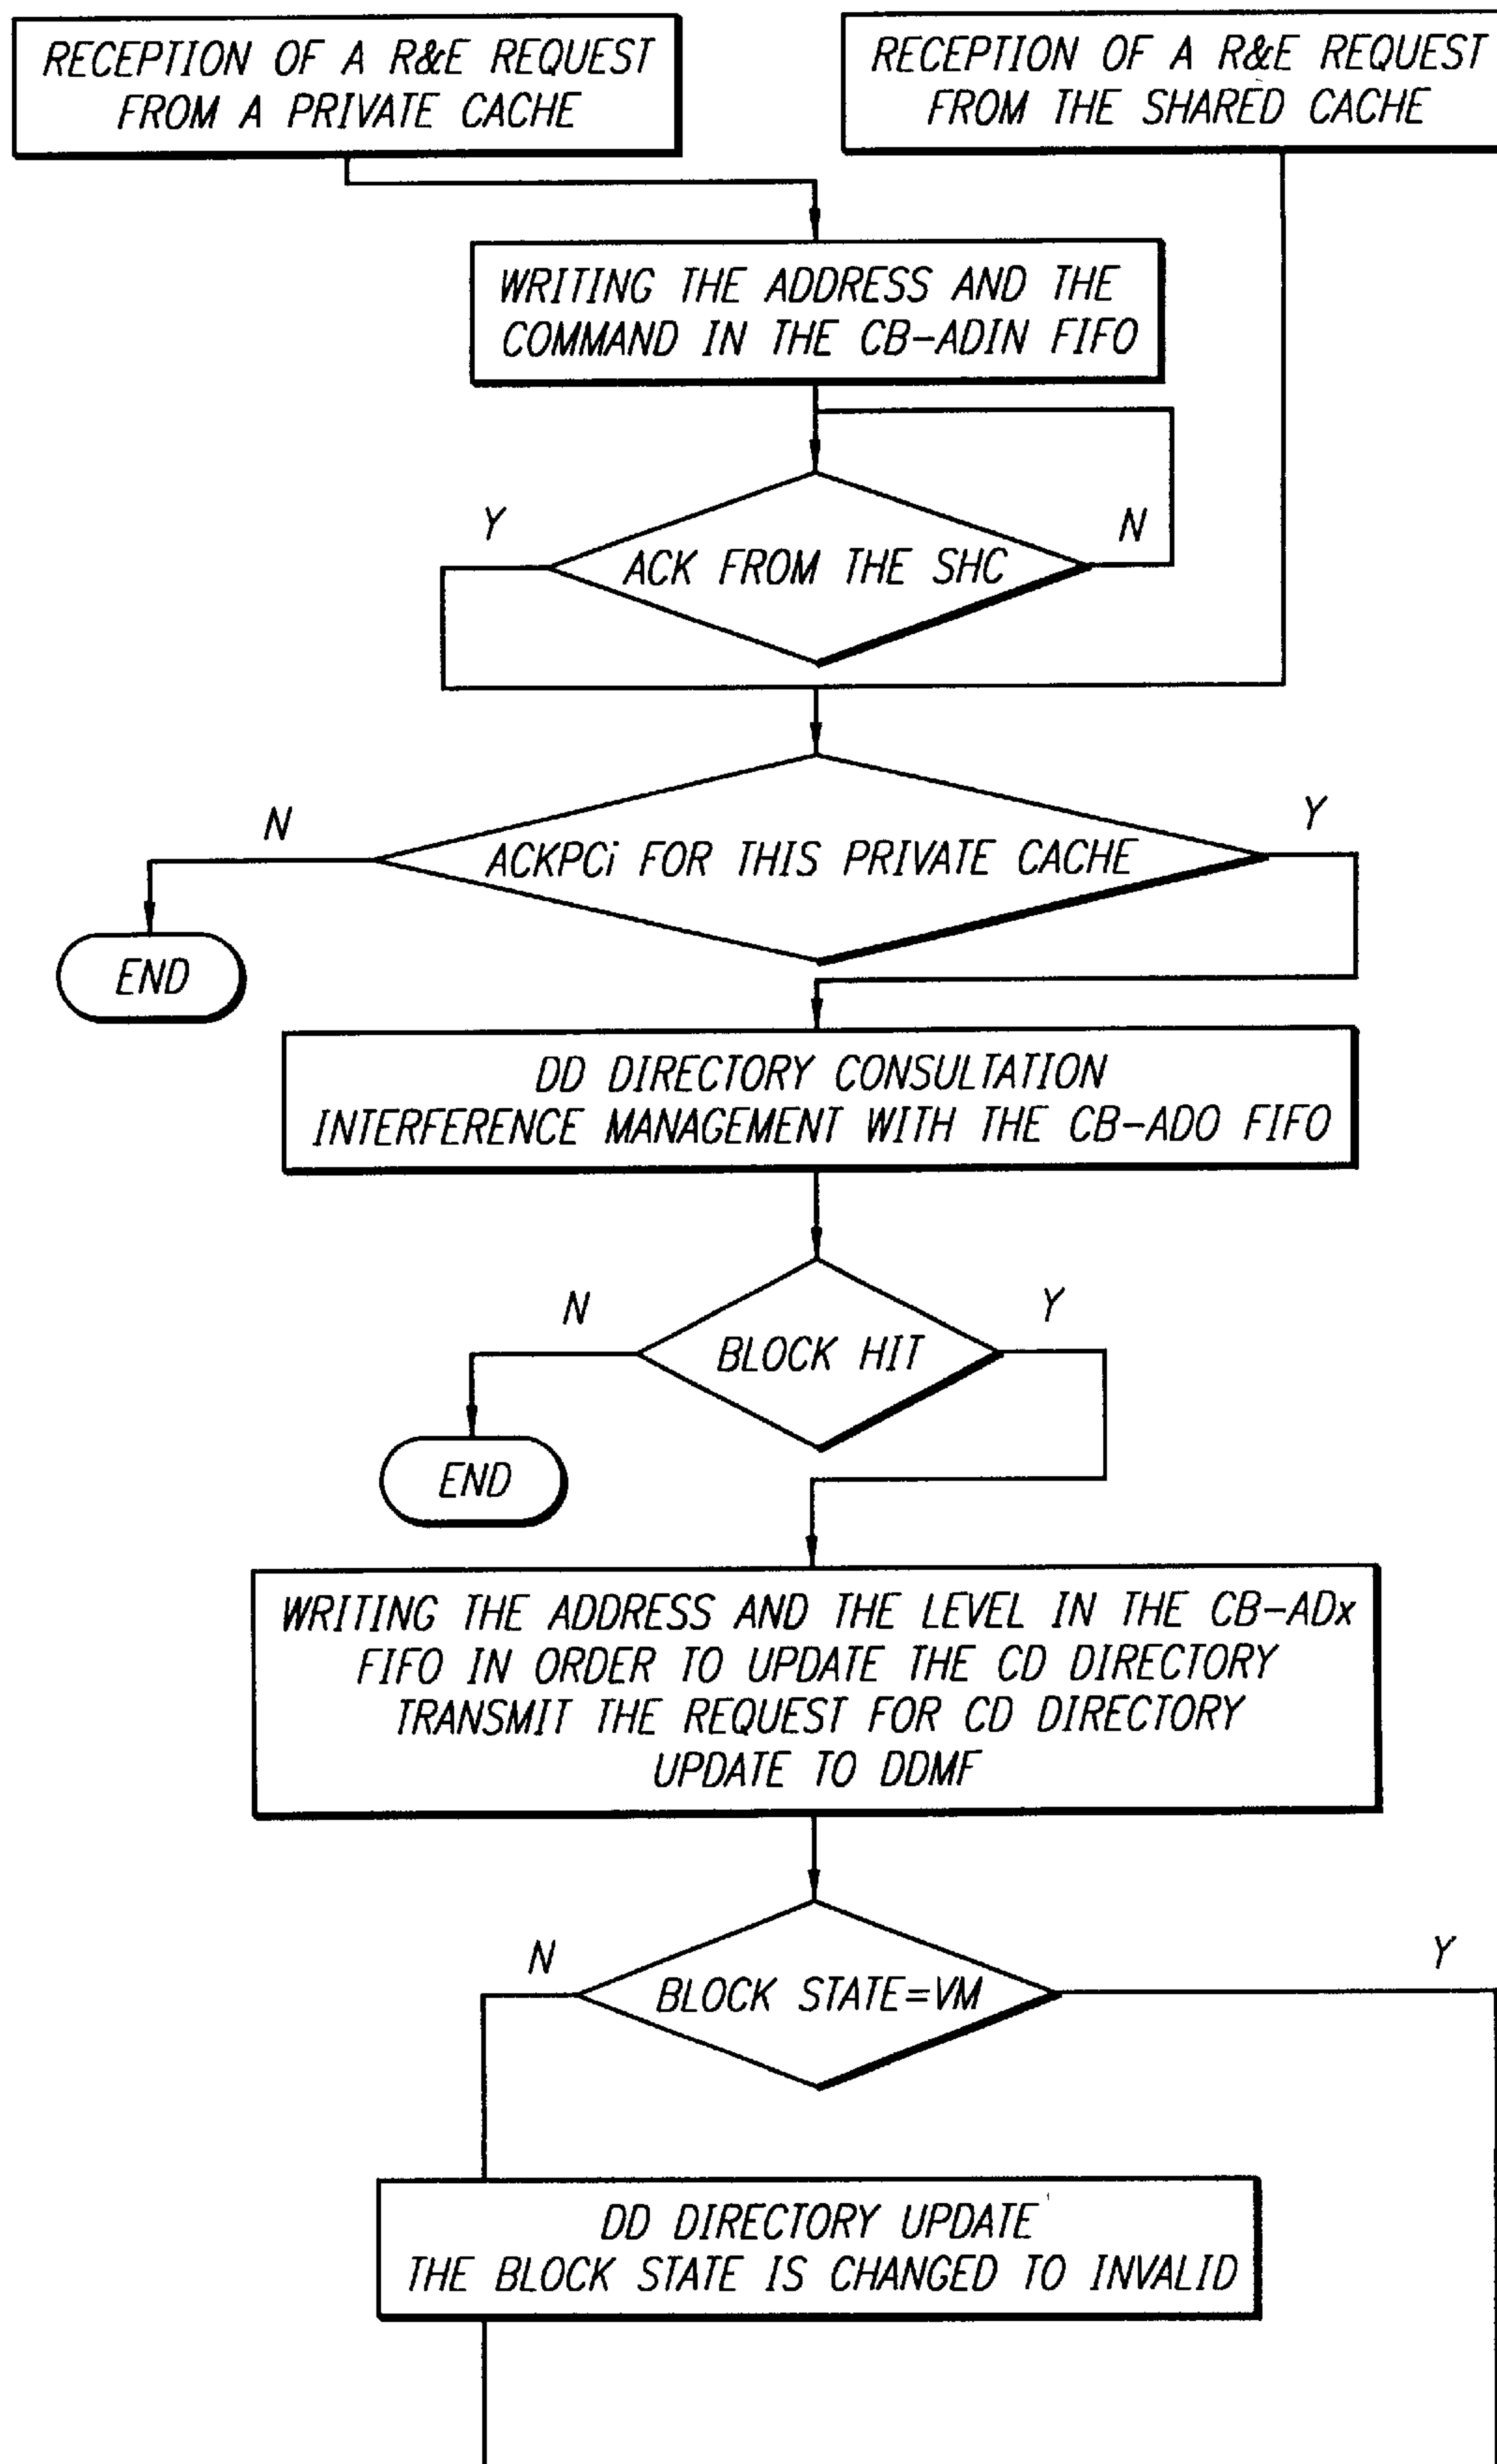 RECEPTION OF A R&E REQUEST
FROM A PRIVATE CACHE
RECEPTION OF A R&E REQUEST
FROM THE SHARED CACHE
WRITING THE ADDRESS AND THE
COMMAND IN THE CB-ADIN FIFO
Y
N
ACK FROM THE SHC
N
Y
ACKPCi FOR THIS PRIVATE CACHE
END
DD DIRECTORY CONSULTATION
INTERFERENCE MANAGEMENT WITH THE CB-ADO FIFO
N
Y
BLOCK HIT
END
WRITING THE ADDRESS AND THE LEVEL IN THE CB-ADx
FIFO IN ORDER TO UPDATE THE CD DIRECTORY
TRANSMIT THE REQUEST FOR CD DIRECTORY
UPDATE TO DDMF
N
Y
BLOCK STATE=VM
DD DIRECTORY UPDATE
THE BLOCK STATE IS CHANGED TO INVALID